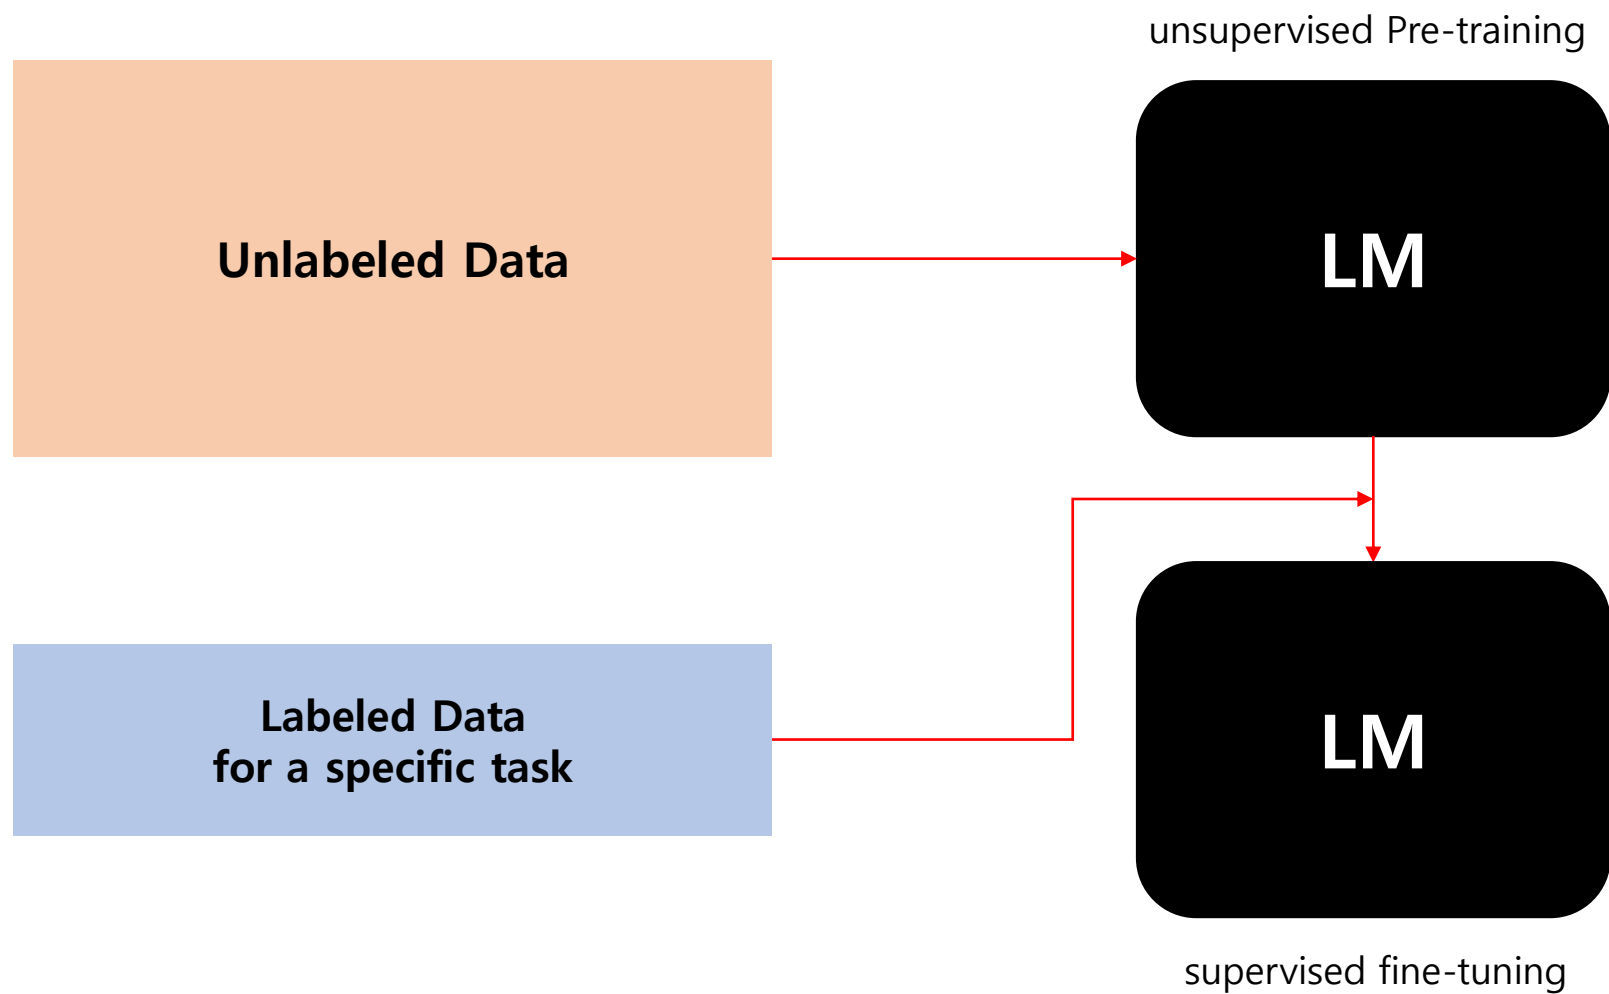 unsupervised Pre-training
Unlabeled Data
LM
Labeled Data
for a specific task
LM
supervised fine-tuning